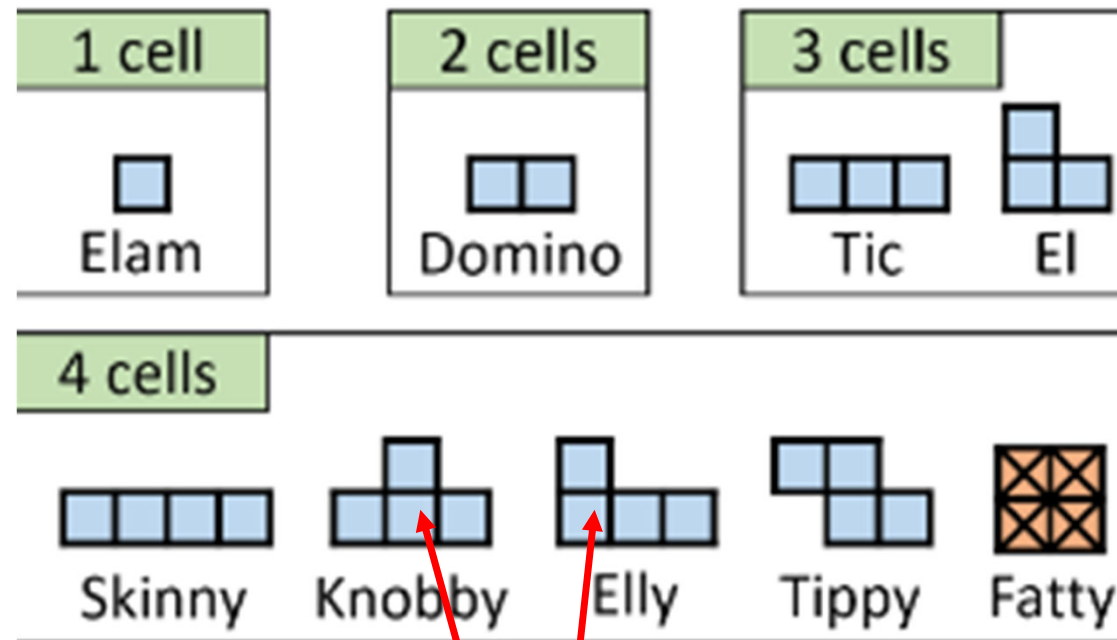 1 cell
2 cells
3 cells
Elam
Domino
Tic
El
4 cells
Skinny
Knobby
Elly
Tippy
Fatty